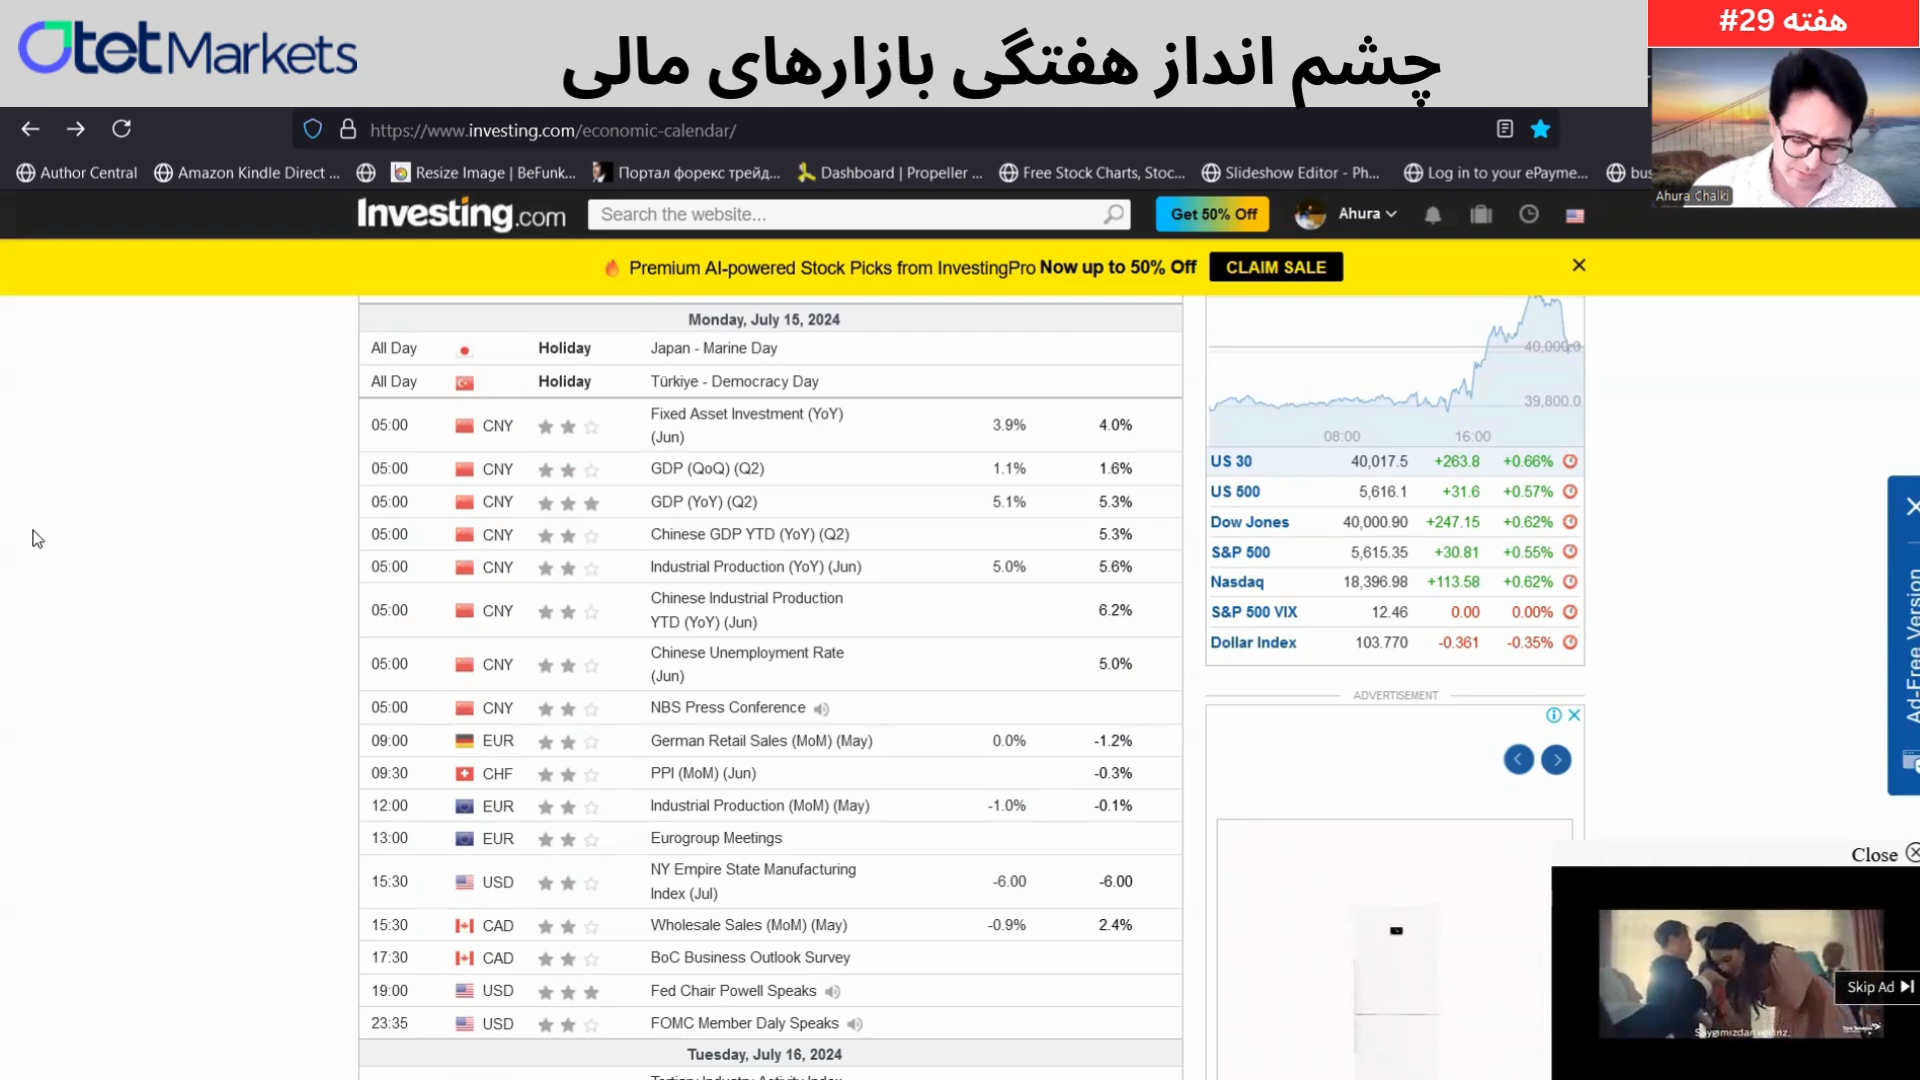 Otet Markets
چشم انداز هفتگی بازارهای مالی
هفته 29#
Ahura Chalki
https://www.investing.com/economic-calendar/
Author Central
Amazon Kindle Direct ...
Resize Image | BeFunk...
Портал форекс трейд...
Dashboard | Propeller ...
Free Stock Charts, Stoc...
Slideshow Editor - Ph...
Log in to your ePayme...
bus
Investing.com
Search the website...
Get 50% Off
Ahura
Premium AI-powered Stock Picks from InvestingPro Now up to 50% Off
CLAIM SALE
Monday, July 15, 2024
All Day Holiday Japan - Marine Day
All Day Holiday Türkiye - Democracy Day
05:00 CNY Fixed Asset Investment (YoY) 3.9% 4.0%
(Jun)
05:00 CNY GDP (QoQ) (Q2) 1.1% 1.6%
05:00 CNY GDP (YoY) (Q2) 5.1% 5.3%
05:00 CNY Chinese GDP YTD (YoY) (Q2) 5.3%
05:00 CNY Industrial Production (YoY) (Jun) 5.0% 5.6%
05:00 CNY Chinese Industrial Production 6.2%
YTD (YoY) (Jun)
05:00 CNY Chinese Unemployment Rate 5.0%
(Jun)
05:00 CNY NBS Press Conference
09:00 EUR German Retail Sales (MoM) (May) 0.0% -1.2%
09:30 CHF PPI (MoM) (Jun) -0.3%
12:00 EUR Industrial Production (MoM) (May) -1.0% -0.1%
13:00 EUR Eurogroup Meetings
15:30 USD NY Empire State Manufacturing -6.00 -6.00
Index (Jul)
15:30 CAD Wholesale Sales (MoM) (May) -0.9% 2.4%
17:30 CAD BoC Business Outlook Survey
19:00 USD Fed Chair Powell Speaks
23:35 USD FOMC Member Daly Speaks
Tuesday, July 16, 2024
40,000.0
39,800.0
08:00 16:00
US 30 40,017.5 +263.8 +0.66%
US 500 5,616.1 +31.6 +0.57%
Dow Jones 40,000.90 +247.15 +0.62%
S&P 500 5,615.35 +30.81 +0.55%
Nasdaq 18,396.98 +113.58 +0.62%
S&P 500 VIX 12.46 0.00 0.00%
Dollar Index 103.770 -0.361 -0.35%
ADVERTISEMENT
Ad-Free Version
Close
Skip Ad